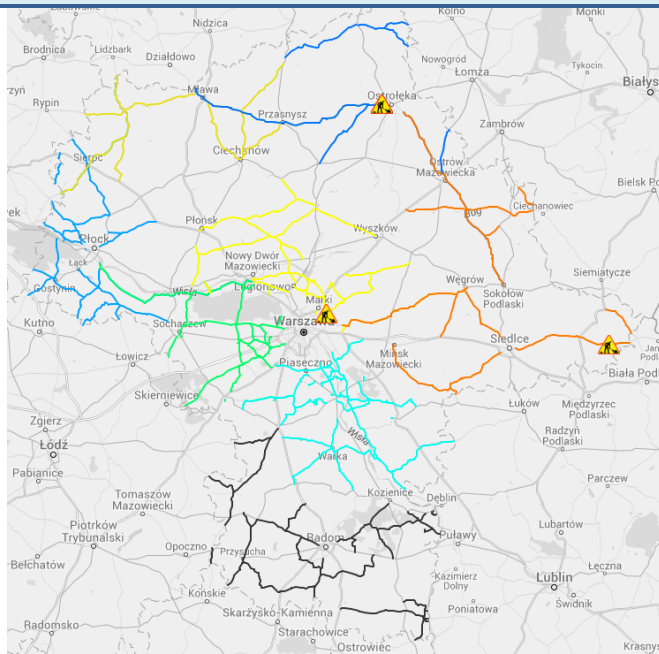 Nidzica
Kolno
Monki
Brodnica
Lidzbark
Działdowo
Nowogród
Łomża
Tykocin
Rypin
Mława
Przasnysz
Ostrołęka
Białys
Zambrów
Sierpc
Ciechanów
Ostrów
Mazowiecka
Bielsk Po
Ciechanowiec
Bug
Płońsk
Wyszków
Płock
Łąck
Nowy Dwór
Mazowiecki
Legionowo
Węgrów
Siemiatycze
Gostynin
Wisła
Marki
Sokołów
Podlaski
Kutno
Sochaczew
Warszawa
Siedlce
Łowicz
Piaseczno
Mińsk
Mazowiecki
Biała Pod
Skierniewice
Łuków
Międzyrzec
Podlaski
Zgierz
Łódź
Wisła
Warka
Radzyń
Podlaski
Pabianice
Kozienice
Dęblin
Parczew
Tomaszów
Mazowiecki
Piotrków
Trybunalski
Opoczno
Przysucha
Radom
Puławy
Lubartów
Bełchatów
Łęczna
Końskie
Kazimierz
Dolny
Lublin
Poniatowa
Świdnik
Radomsko
Skarżysko-Kamienna
Starachowice
Ostrowiec
Krasnys